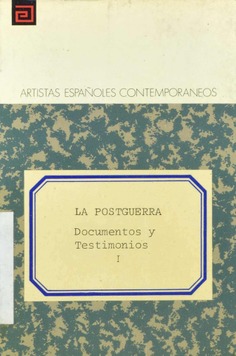 ARTISTAS ESPAÑOLES CONTEMPORANEOS
LA POSTGUERRA
Documentos y
Testimonios
I